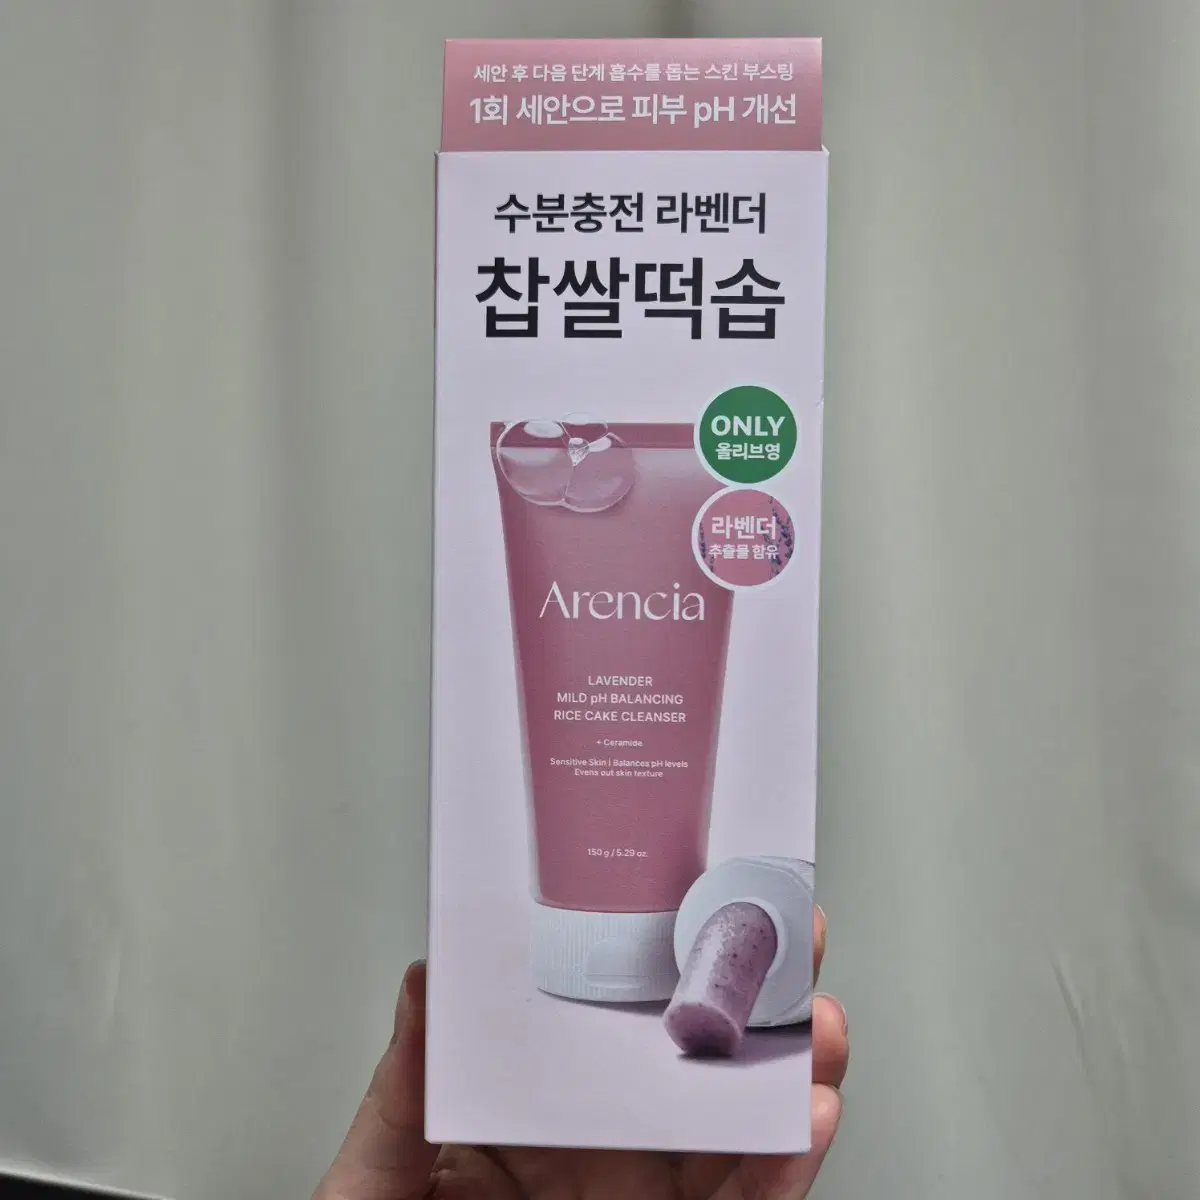 세안 후 다음 단계 흡수를 돕는 스킨 부스팅
1회 세안으로 피부 pH 개선
수분충전 라벤더
찹쌀떡솝
ONLY
올리브영
라벤더
추출물 함유
Arencia
LAVENDER
MILD pH BALANCING
RICE CAKE CLEANSER
+ Ceramide
Sensitive Skin | Balances pH levels
Evens out skin texture
150 g / 5.29 oz.